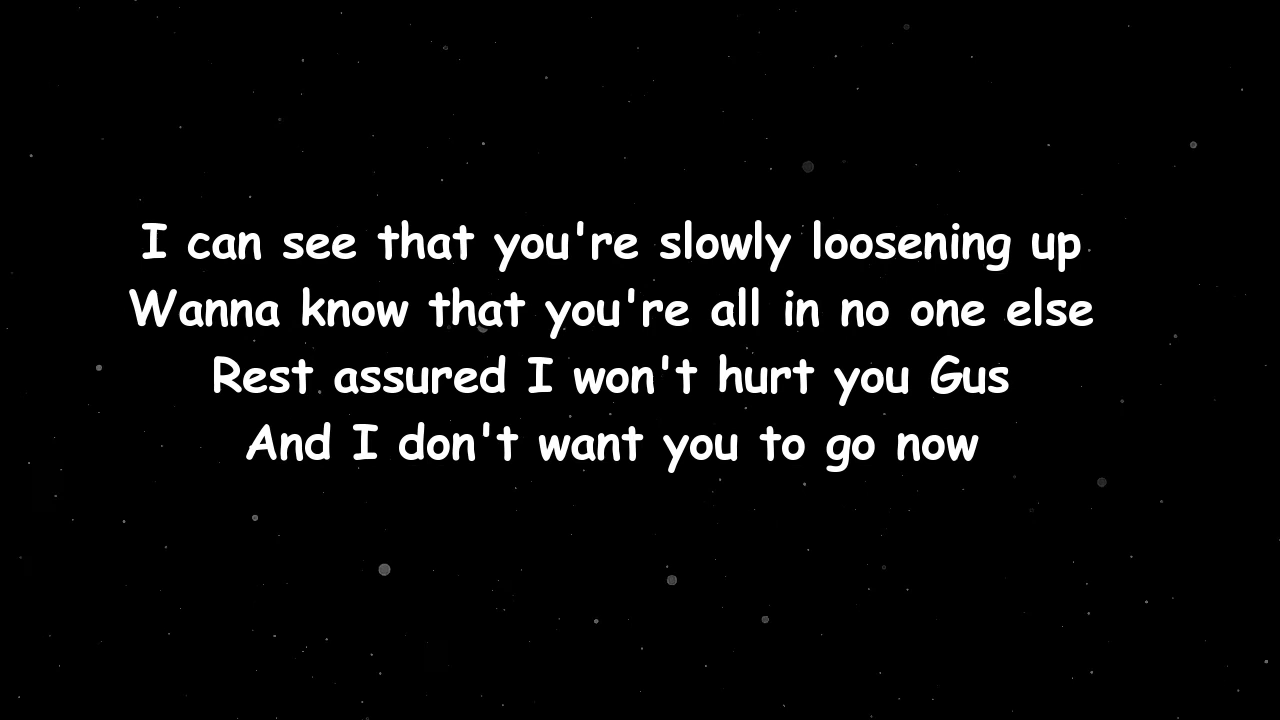 I can see that you're slowly loosening up
Wanna know that you're all in no one else
Rest assured I won't hurt you Gus
And I don't want you to go now